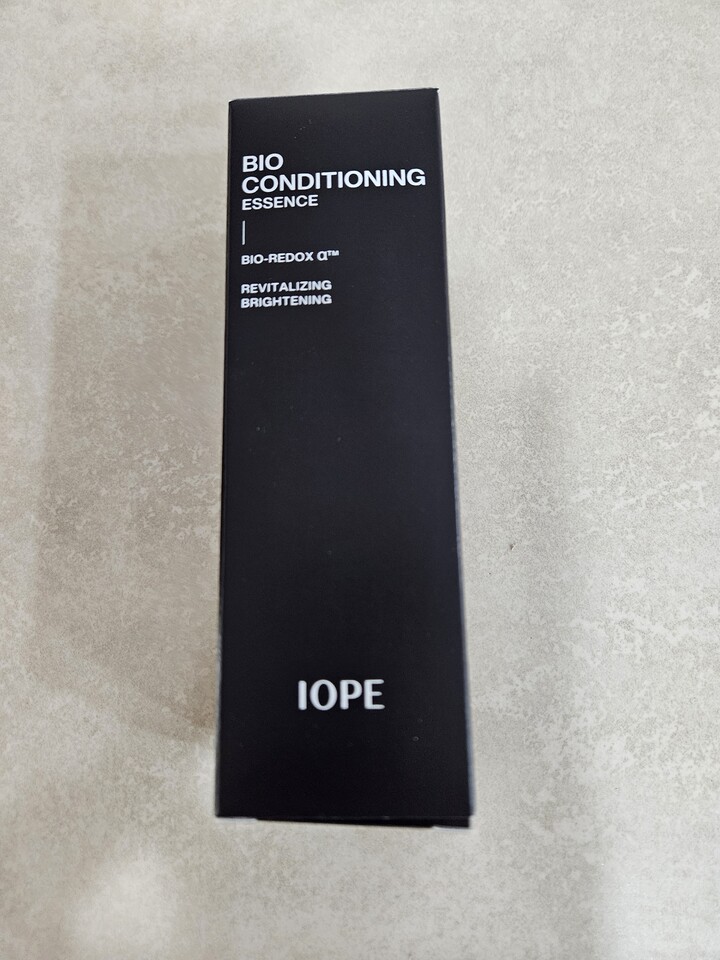 BIO
CONDITIONING
ESSENCE
BIO-REDOX α™
REVITALIZING
BRIGHTENING
IOPE